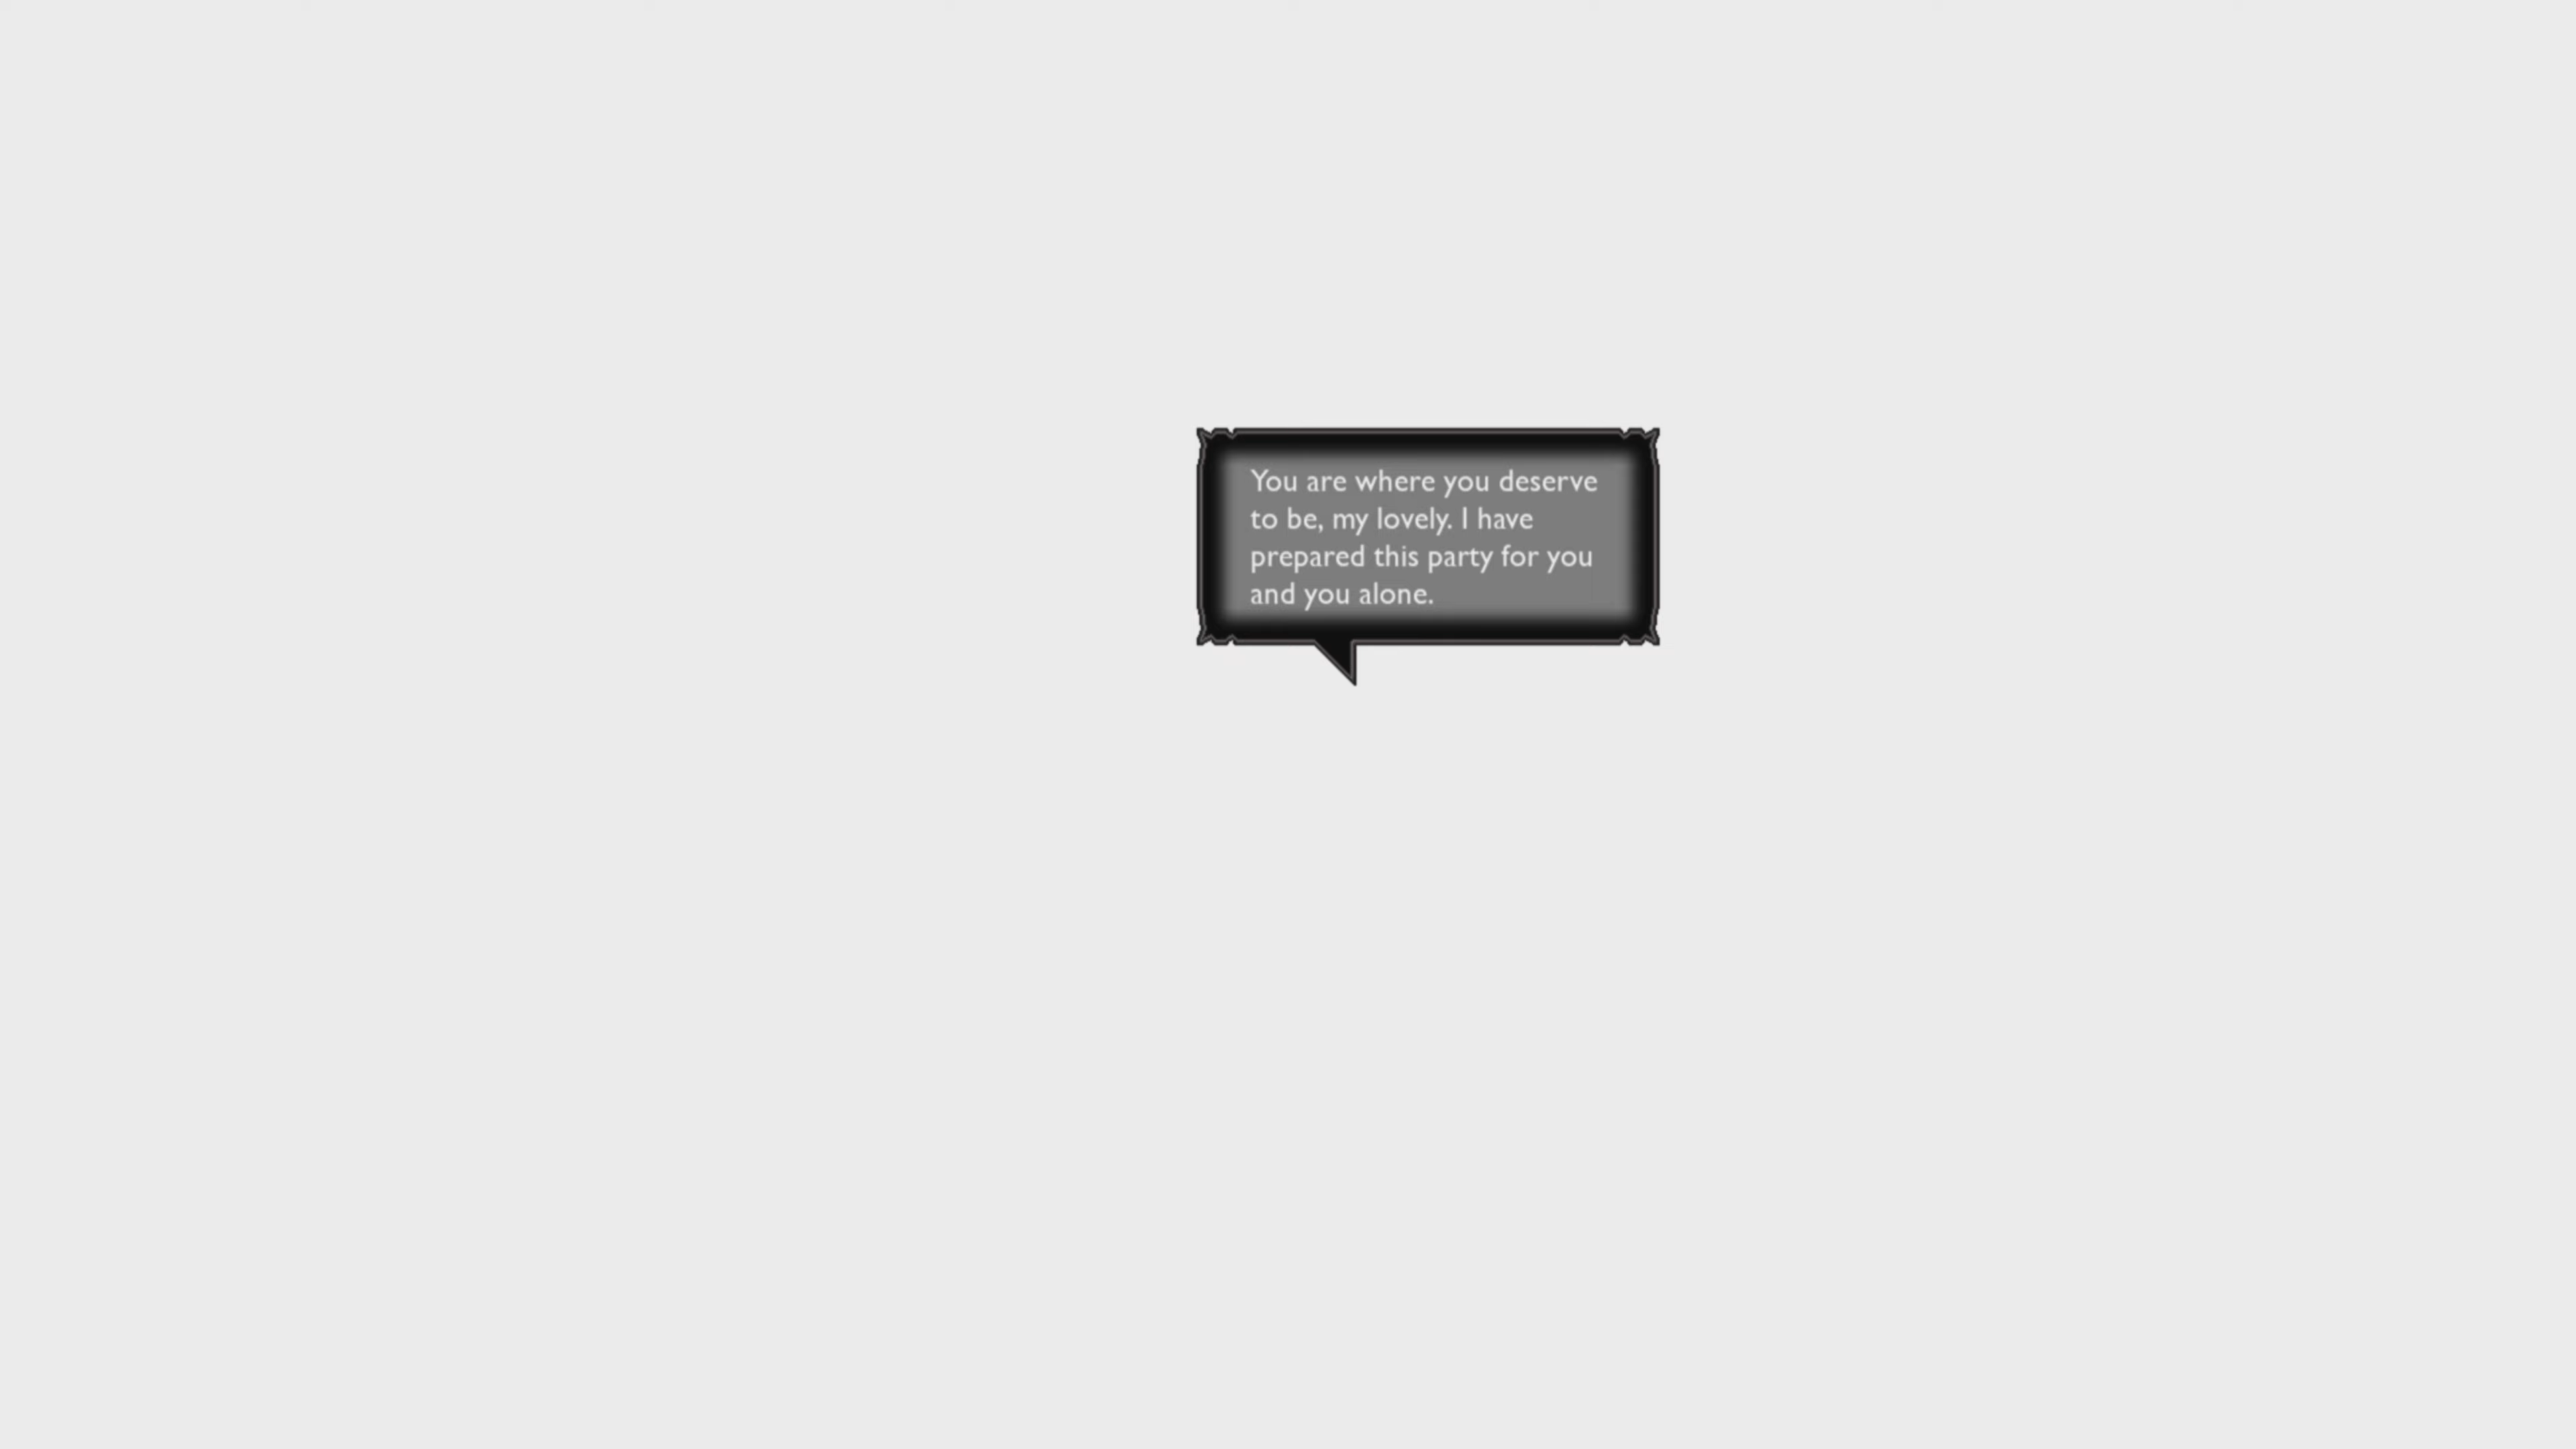 You are where you deserve
to be, my lovely. I have
prepared this party for you
and you alone.